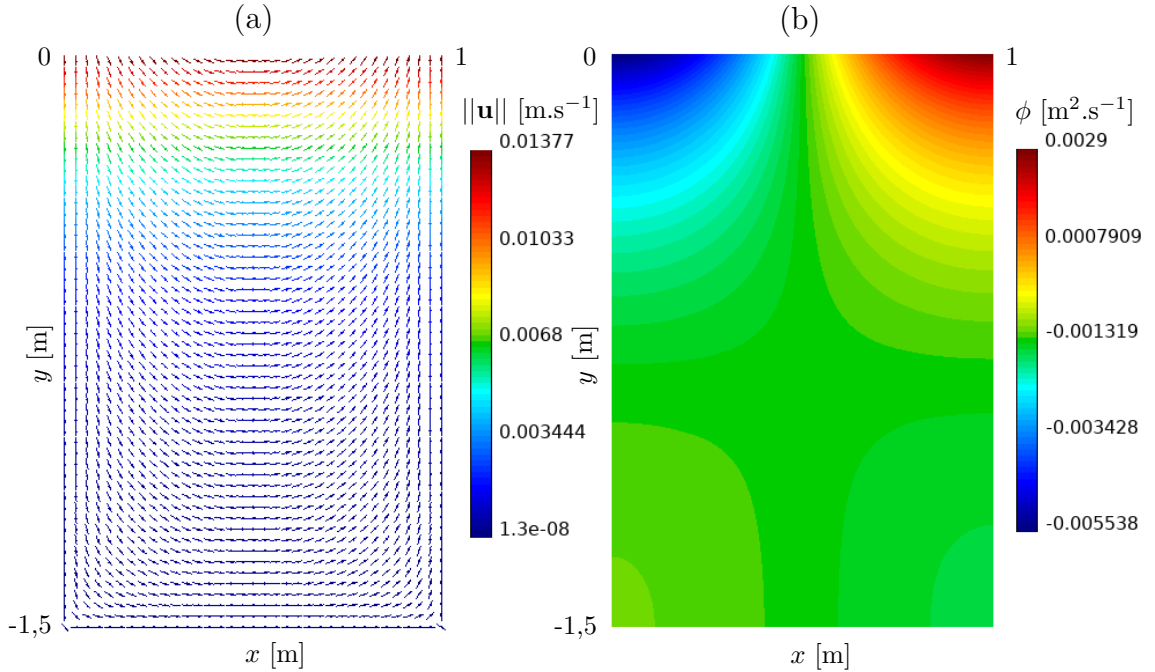 (a)
0
1
||u|| [m.s⁻¹]
0.01377
0.01033
0.0068
0.003444
1.3e-08
y [m]
-1,5
x [m]
(b)
0
1
ϕ [m².s⁻¹]
0.0029
0.0007909
-0.001319
-0.003428
-0.005538
y [m]
-1,5
x [m]